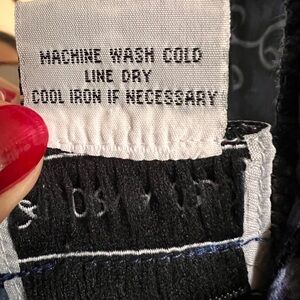 MACHINE WASH COLD
LINE DRY
COOL IRON IF NECESSARY